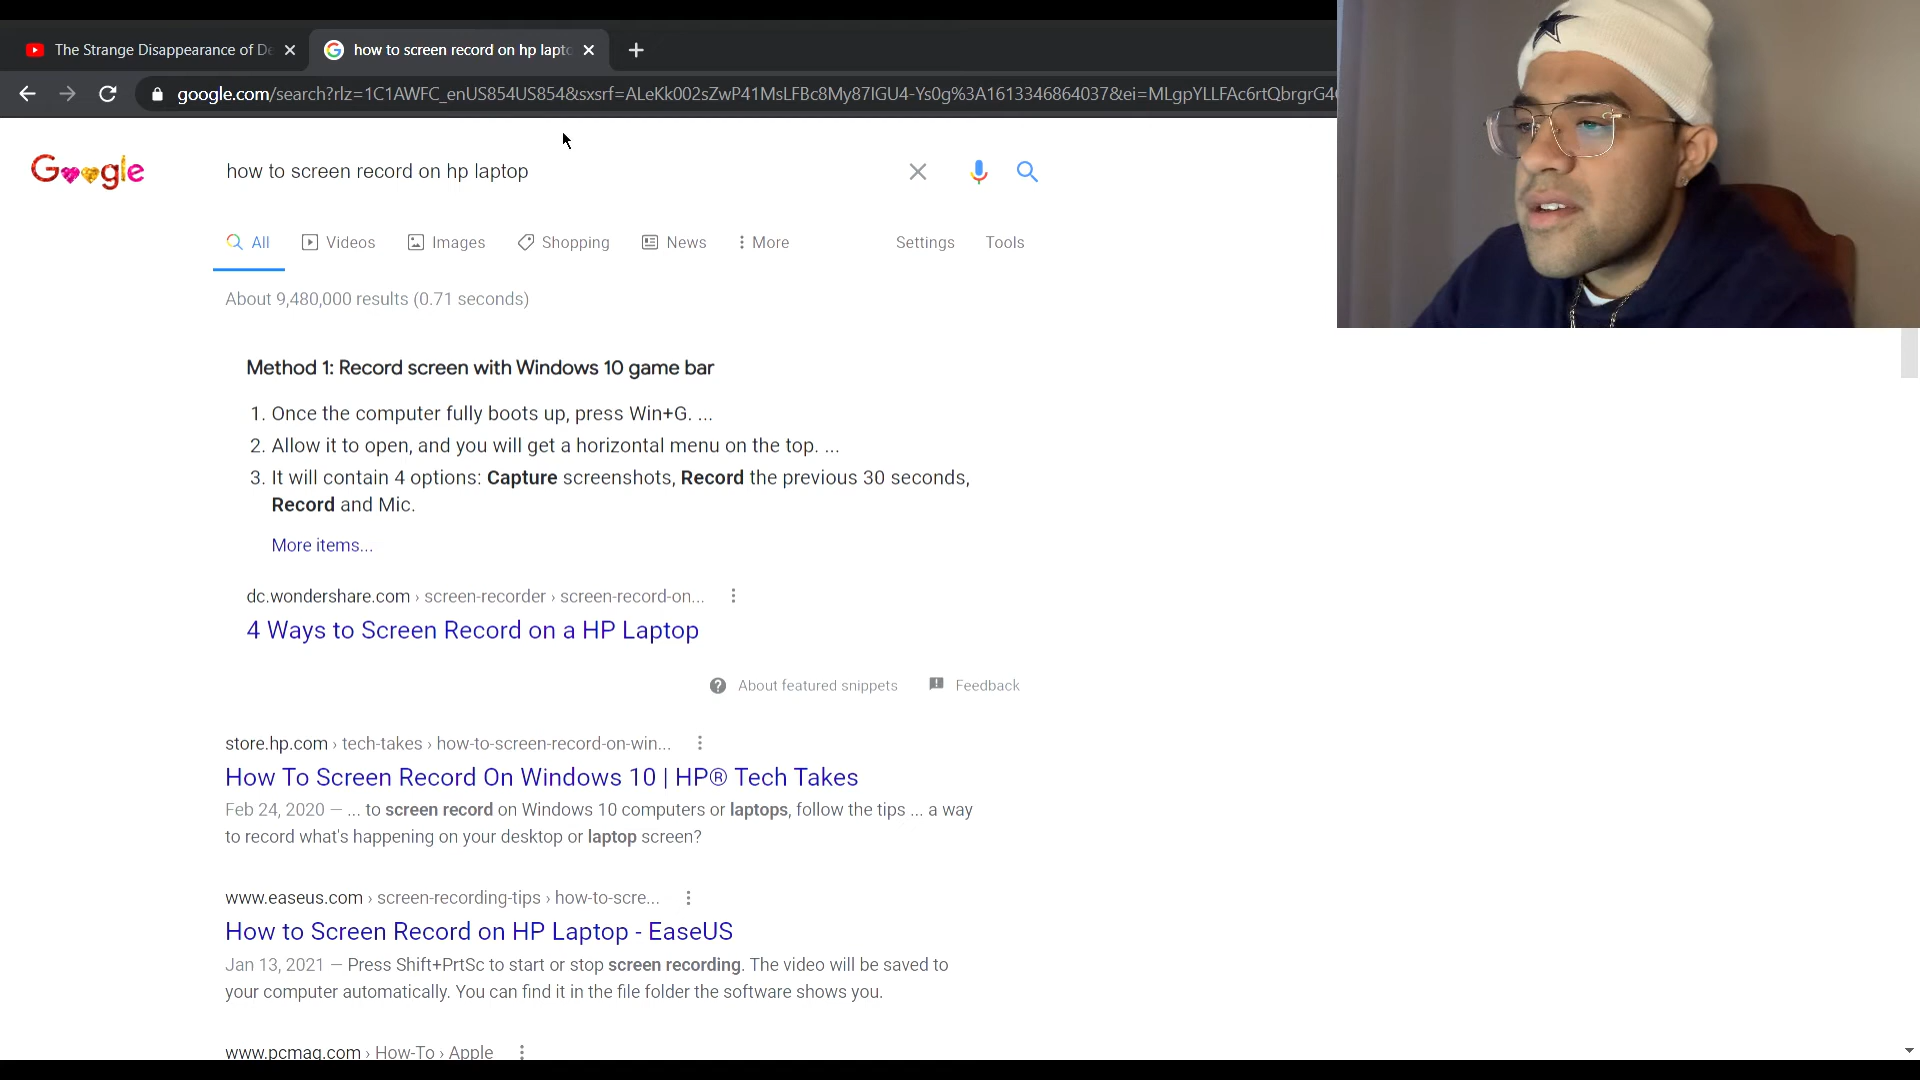 The Strange Disappearance of De
how to screen record on hp lapto
google.com/search?rlz=1C1AWFC_enUS854US854&sxsrf=ALeKk002sZwP41MsLFBc8My87IGU4-Ys0g%3A1613346864037&ei=MLgpYLLFAc6rtQbrgrG4
Google
how to screen record on hp laptop
All Videos Images Shopping News More Settings Tools
About 9,480,000 results (0.71 seconds)
Method 1: Record screen with Windows 10 game bar
1. Once the computer fully boots up, press Win+G. ...
2. Allow it to open, and you will get a horizontal menu on the top. ...
3. It will contain 4 options: Capture screenshots, Record the previous 30 seconds,
Record and Mic.
More items...
dc.wondershare.com › screen-recorder › screen-record-on...
4 Ways to Screen Record on a HP Laptop
About featured snippets Feedback
store.hp.com › tech-takes › how-to-screen-record-on-win...
How To Screen Record On Windows 10 | HP® Tech Takes
Feb 24, 2020 — ... to screen record on Windows 10 computers or laptops, follow the tips ... a way
to record what's happening on your desktop or laptop screen?
www.easeus.com › screen-recording-tips › how-to-scre...
How to Screen Record on HP Laptop - EaseUS
Jan 13, 2021 — Press Shift+PrtSc to start or stop screen recording. The video will be saved to
your computer automatically. You can find it in the file folder the software shows you.
www.pcmag.com › How-To › Apple